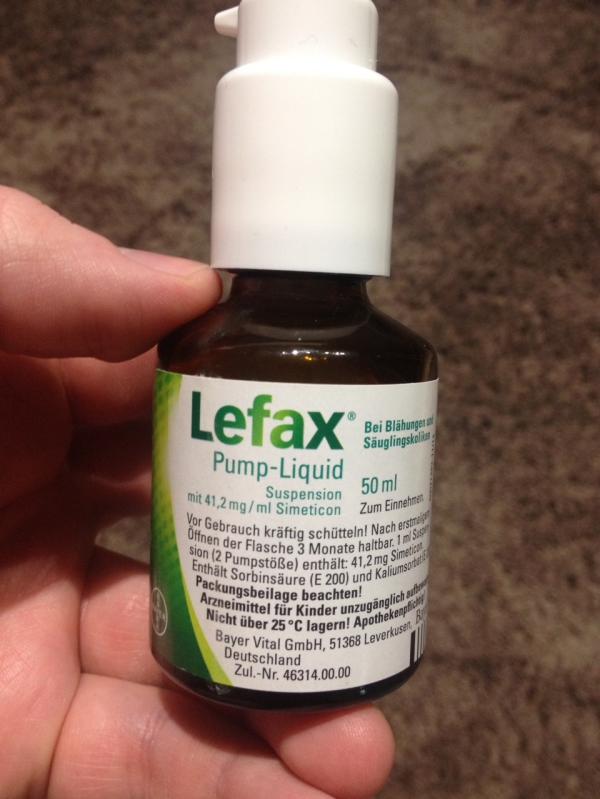 Lefax®
Bei Blähungen und
Säuglingskoliken
Pump-Liquid
50 ml
Suspension
mit 41,2 mg/ml Simeticon
Zum Einnehmen.
Vor Gebrauch kräftig schütteln! Nach erstmaligem
Öffnen der Flasche 3 Monate haltbar. 1 ml Suspen-
sion (2 Pumpstöße) enthält: 41,2 mg Simeticon.
Enthält Sorbinsäure (E 200) und Kaliumsorbat
Packungsbeilage beachten!
Arzneimittel für Kinder unzugänglich
Nicht über 25 °C lagern! Apothekenpflichtig
Bayer Vital GmbH, 51368 Leverkusen,
Deutschland
Zul.-Nr. 46314.00.00